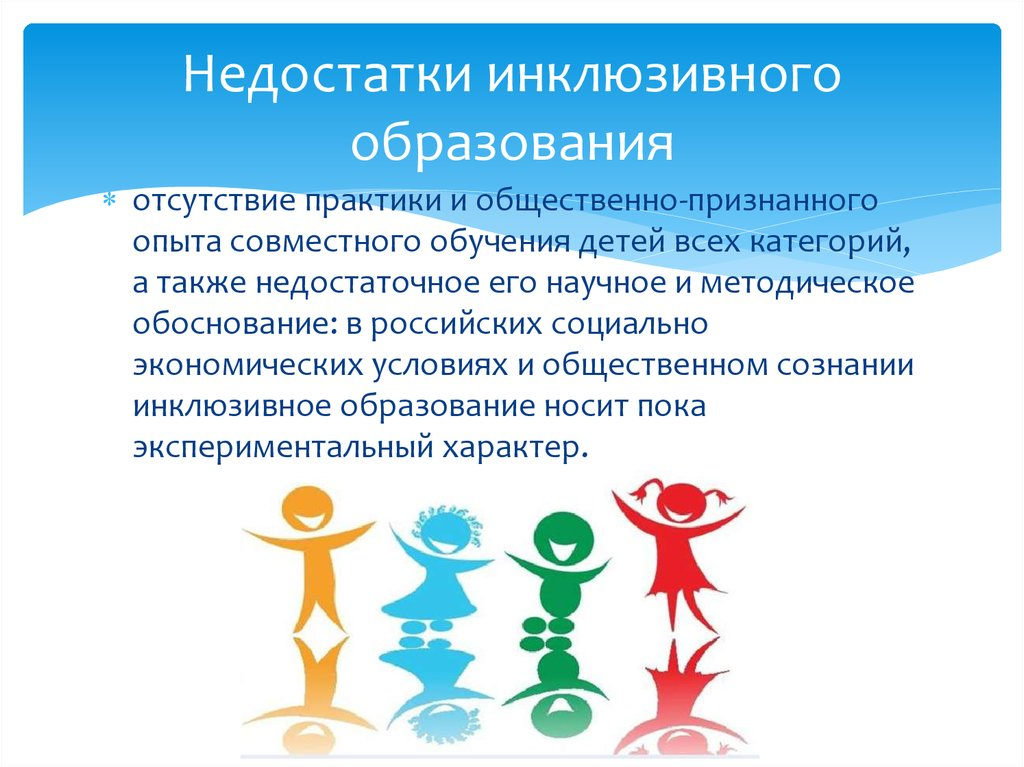 Недостатки инклюзивного
образования
отсутствие практики и общественно-признанного
опыта совместного обучения детей всех категорий,
а также недостаточное его научное и методическое
обоснование: в российских социально
экономических условиях и общественном сознании
инклюзивное образование носит пока
экспериментальный характер.